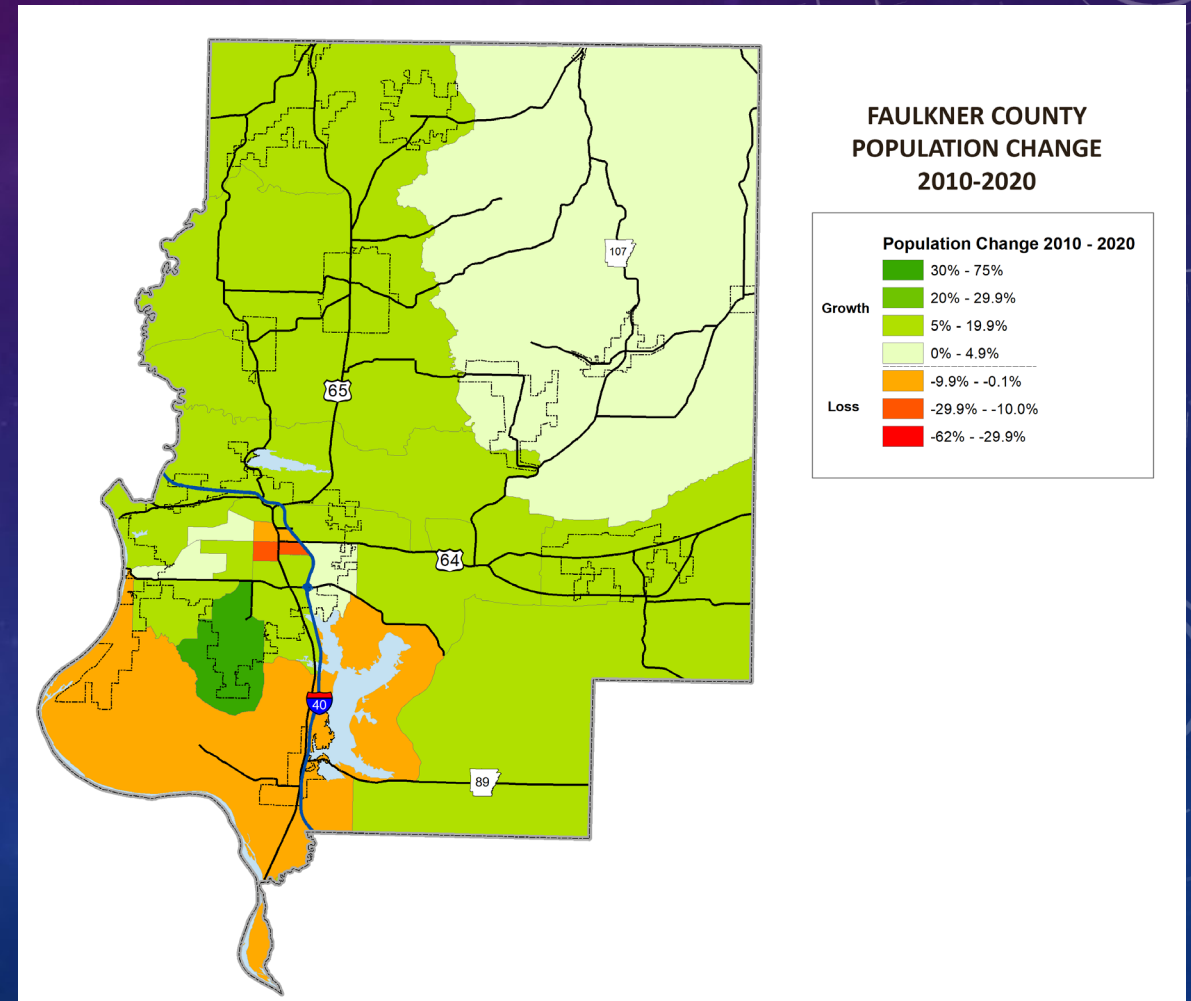 FAULKNER COUNTY
POPULATION CHANGE
2010-2020
Population Change 2010 - 2020
Growth
30% - 75%
20% - 29.9%
5% - 19.9%
0% - 4.9%
Loss
-9.9% - -0.1%
-29.9% - -10.0%
-62% - -29.9%
107
65
64
40
89